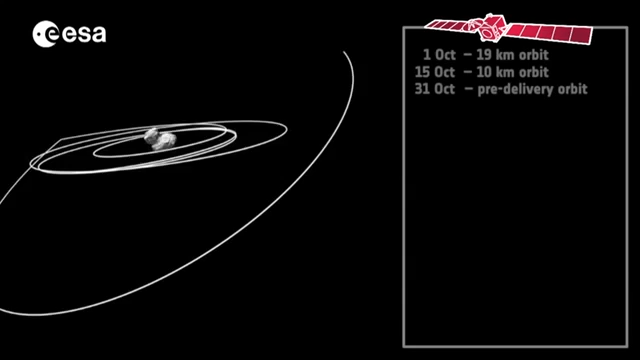 esa
1 Oct – 19 km orbit
15 Oct – 10 km orbit
31 Oct – pre-delivery orbit